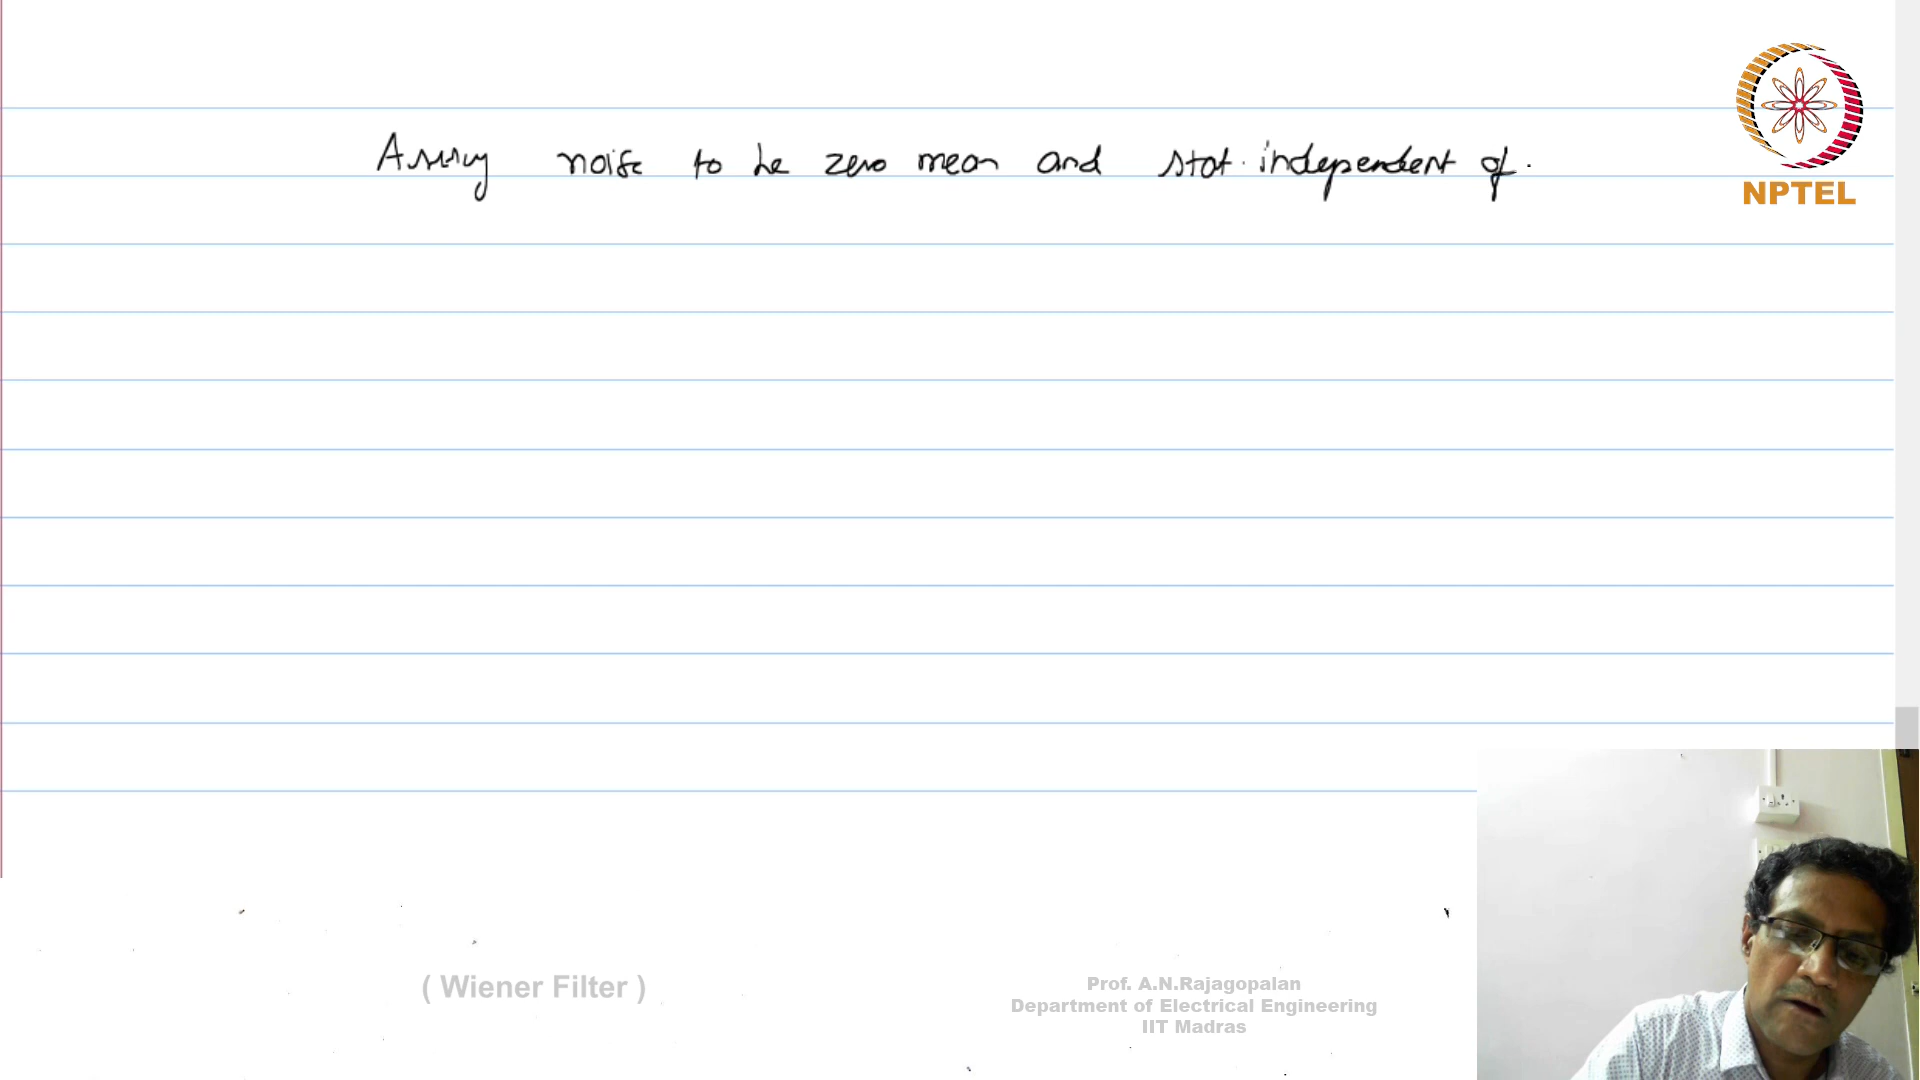 Assumg noise to be zero mean and stat. independent of.
NPTEL
( Wiener Filter )
Prof. A.N.Rajagopalan
Department of Electrical Engineering
IIT Madras